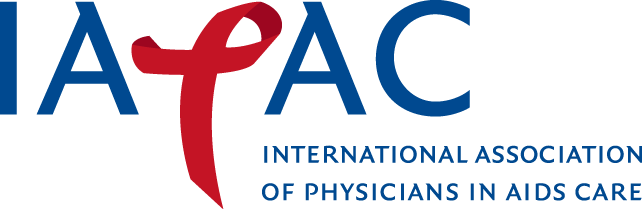 IAPAC
INTERNATIONAL ASSOCIATION
OF PHYSICIANS IN AIDS CARE